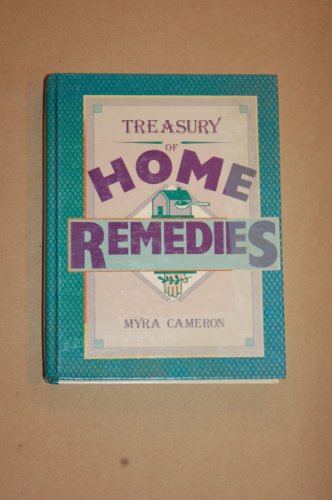 TREASURY
OF
HOME
REMEDIES
MYRA CAMERON